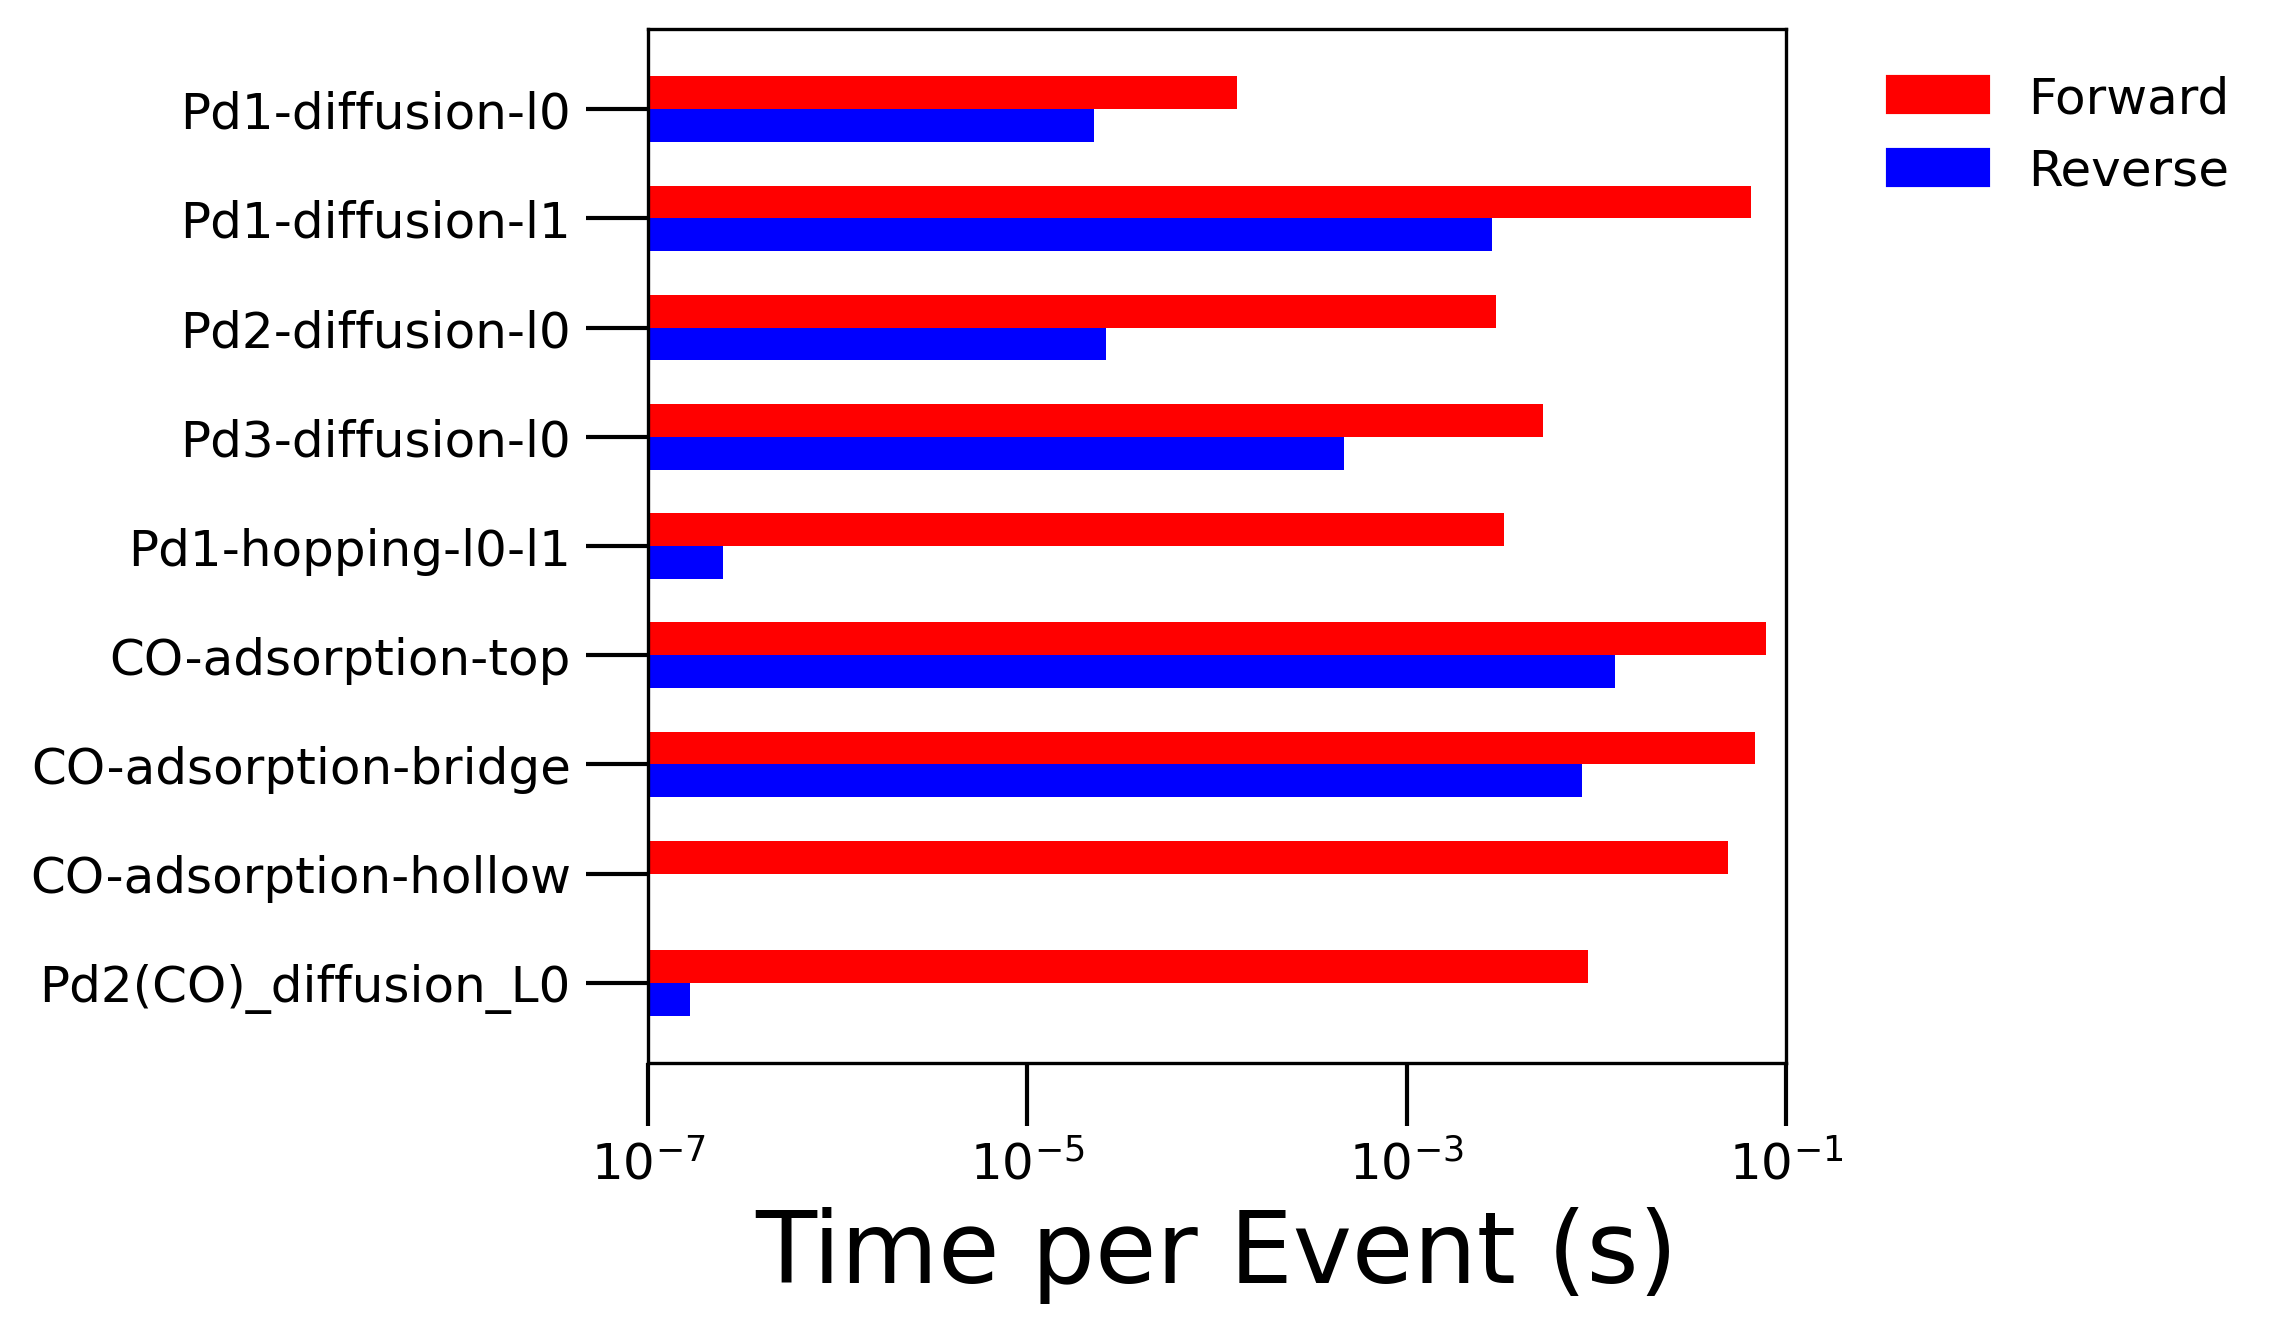 Pd1-diffusion-l0
Pd1-diffusion-l1
Pd2-diffusion-l0
Pd3-diffusion-l0
Pd1-hopping-l0-l1
CO-adsorption-top
CO-adsorption-bridge
CO-adsorption-hollow
Pd2(CO)_diffusion_L0
Forward
Reverse
10⁻⁷ 10⁻⁵ 10⁻³ 10⁻¹
Time per Event (s)